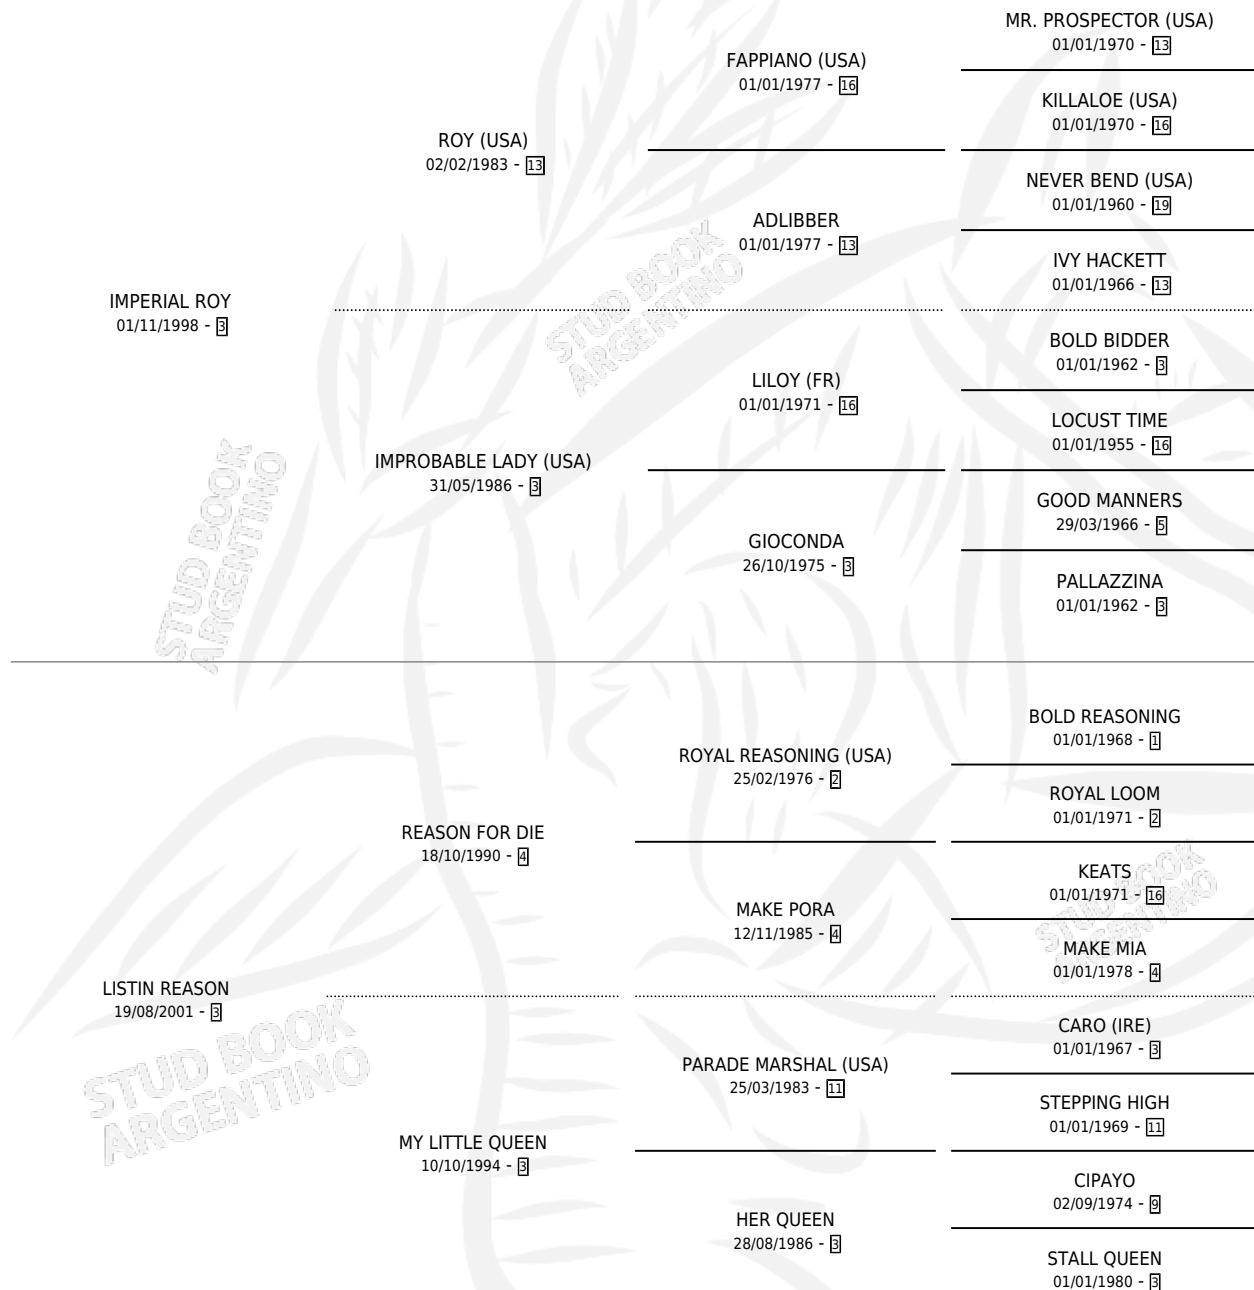 MR. PROSPECTOR (USA)
01/01/1970 - 13
FAPPIANO (USA)
01/01/1977 - 16
KILLALOE (USA)
01/01/1970 - 16
ROY (USA)
02/02/1983 - 13
NEVER BEND (USA)
01/01/1960 - 19
ADLIBBER
01/01/1977 - 13
IVY HACKETT
01/01/1966 - 13
IMPERIAL ROY
01/11/1998 - 3
BOLD BIDDER
01/01/1962 - 3
LILOY (FR)
01/01/1971 - 16
LOCUST TIME
01/01/1955 - 16
IMPROBABLE LADY (USA)
31/05/1986 - 3
GOOD MANNERS
29/03/1966 - 5
GIOCONDA
26/10/1975 - 3
PALLAZZINA
01/01/1962 - 3
BOLD REASONING
01/01/1968 - 1
ROYAL REASONING (USA)
25/02/1976 - 2
ROYAL LOOM
01/01/1971 - 2
REASON FOR DIE
18/10/1990 - 4
KEATS
01/01/1971 - 16
MAKE PORA
12/11/1985 - 4
MAKE MIA
01/01/1978 - 4
LISTIN REASON
19/08/2001 - 3
CARO (IRE)
01/01/1967 - 3
PARADE MARSHAL (USA)
25/03/1983 - 11
STEPPING HIGH
01/01/1969 - 11
MY LITTLE QUEEN
10/10/1994 - 3
CIPAYO
02/09/1974 - 9
HER QUEEN
28/08/1986 - 3
STALL QUEEN
01/01/1980 - 3
STUD BOOK
ARGENTINO
STUD BOOK
ARGENTINO
STUD BOOK
ARGENTINO
STUD BOOK
ARGENTINO